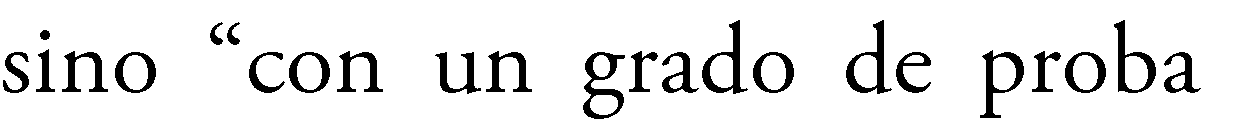 sino “con un grado de proba